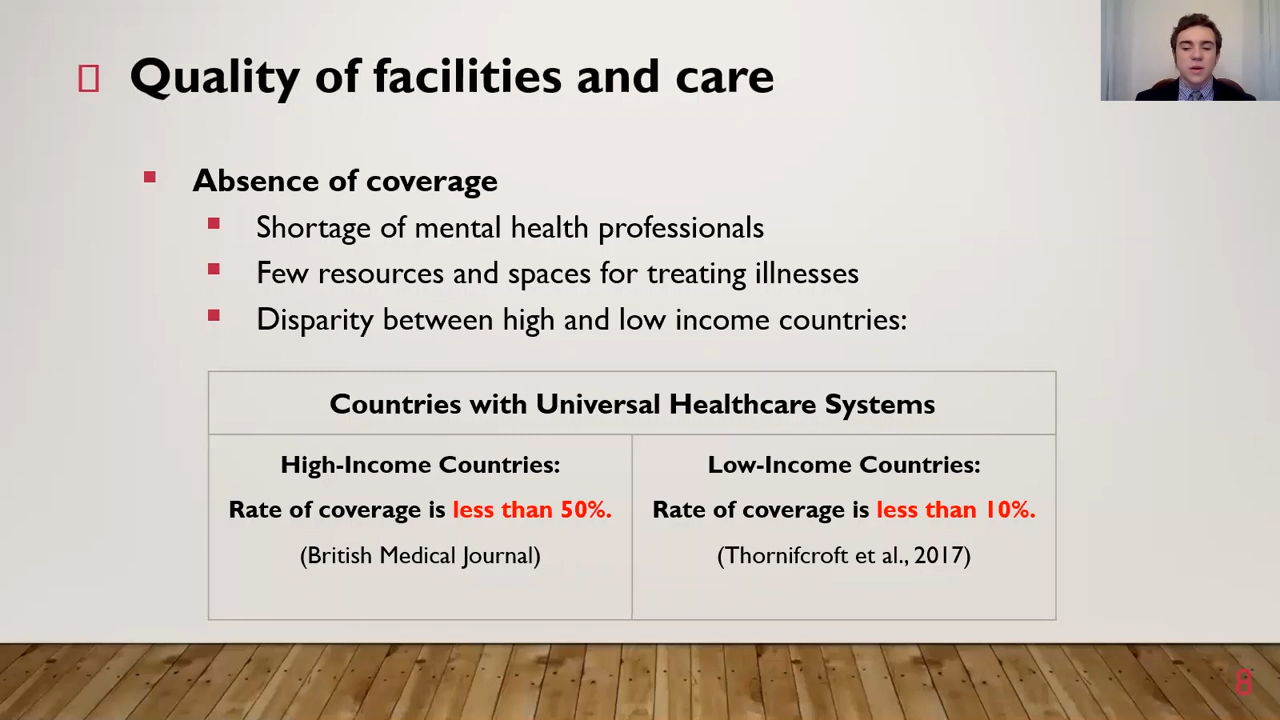 Quality of facilities and care
Absence of coverage
Shortage of mental health professionals
Few resources and spaces for treating illnesses
Disparity between high and low income countries:
Countries with Universal Healthcare Systems
High-Income Countries:
Rate of coverage is less than 50%.
(British Medical Journal)
Low-Income Countries:
Rate of coverage is less than 10%.
(Thornifcroft et al., 2017)
8